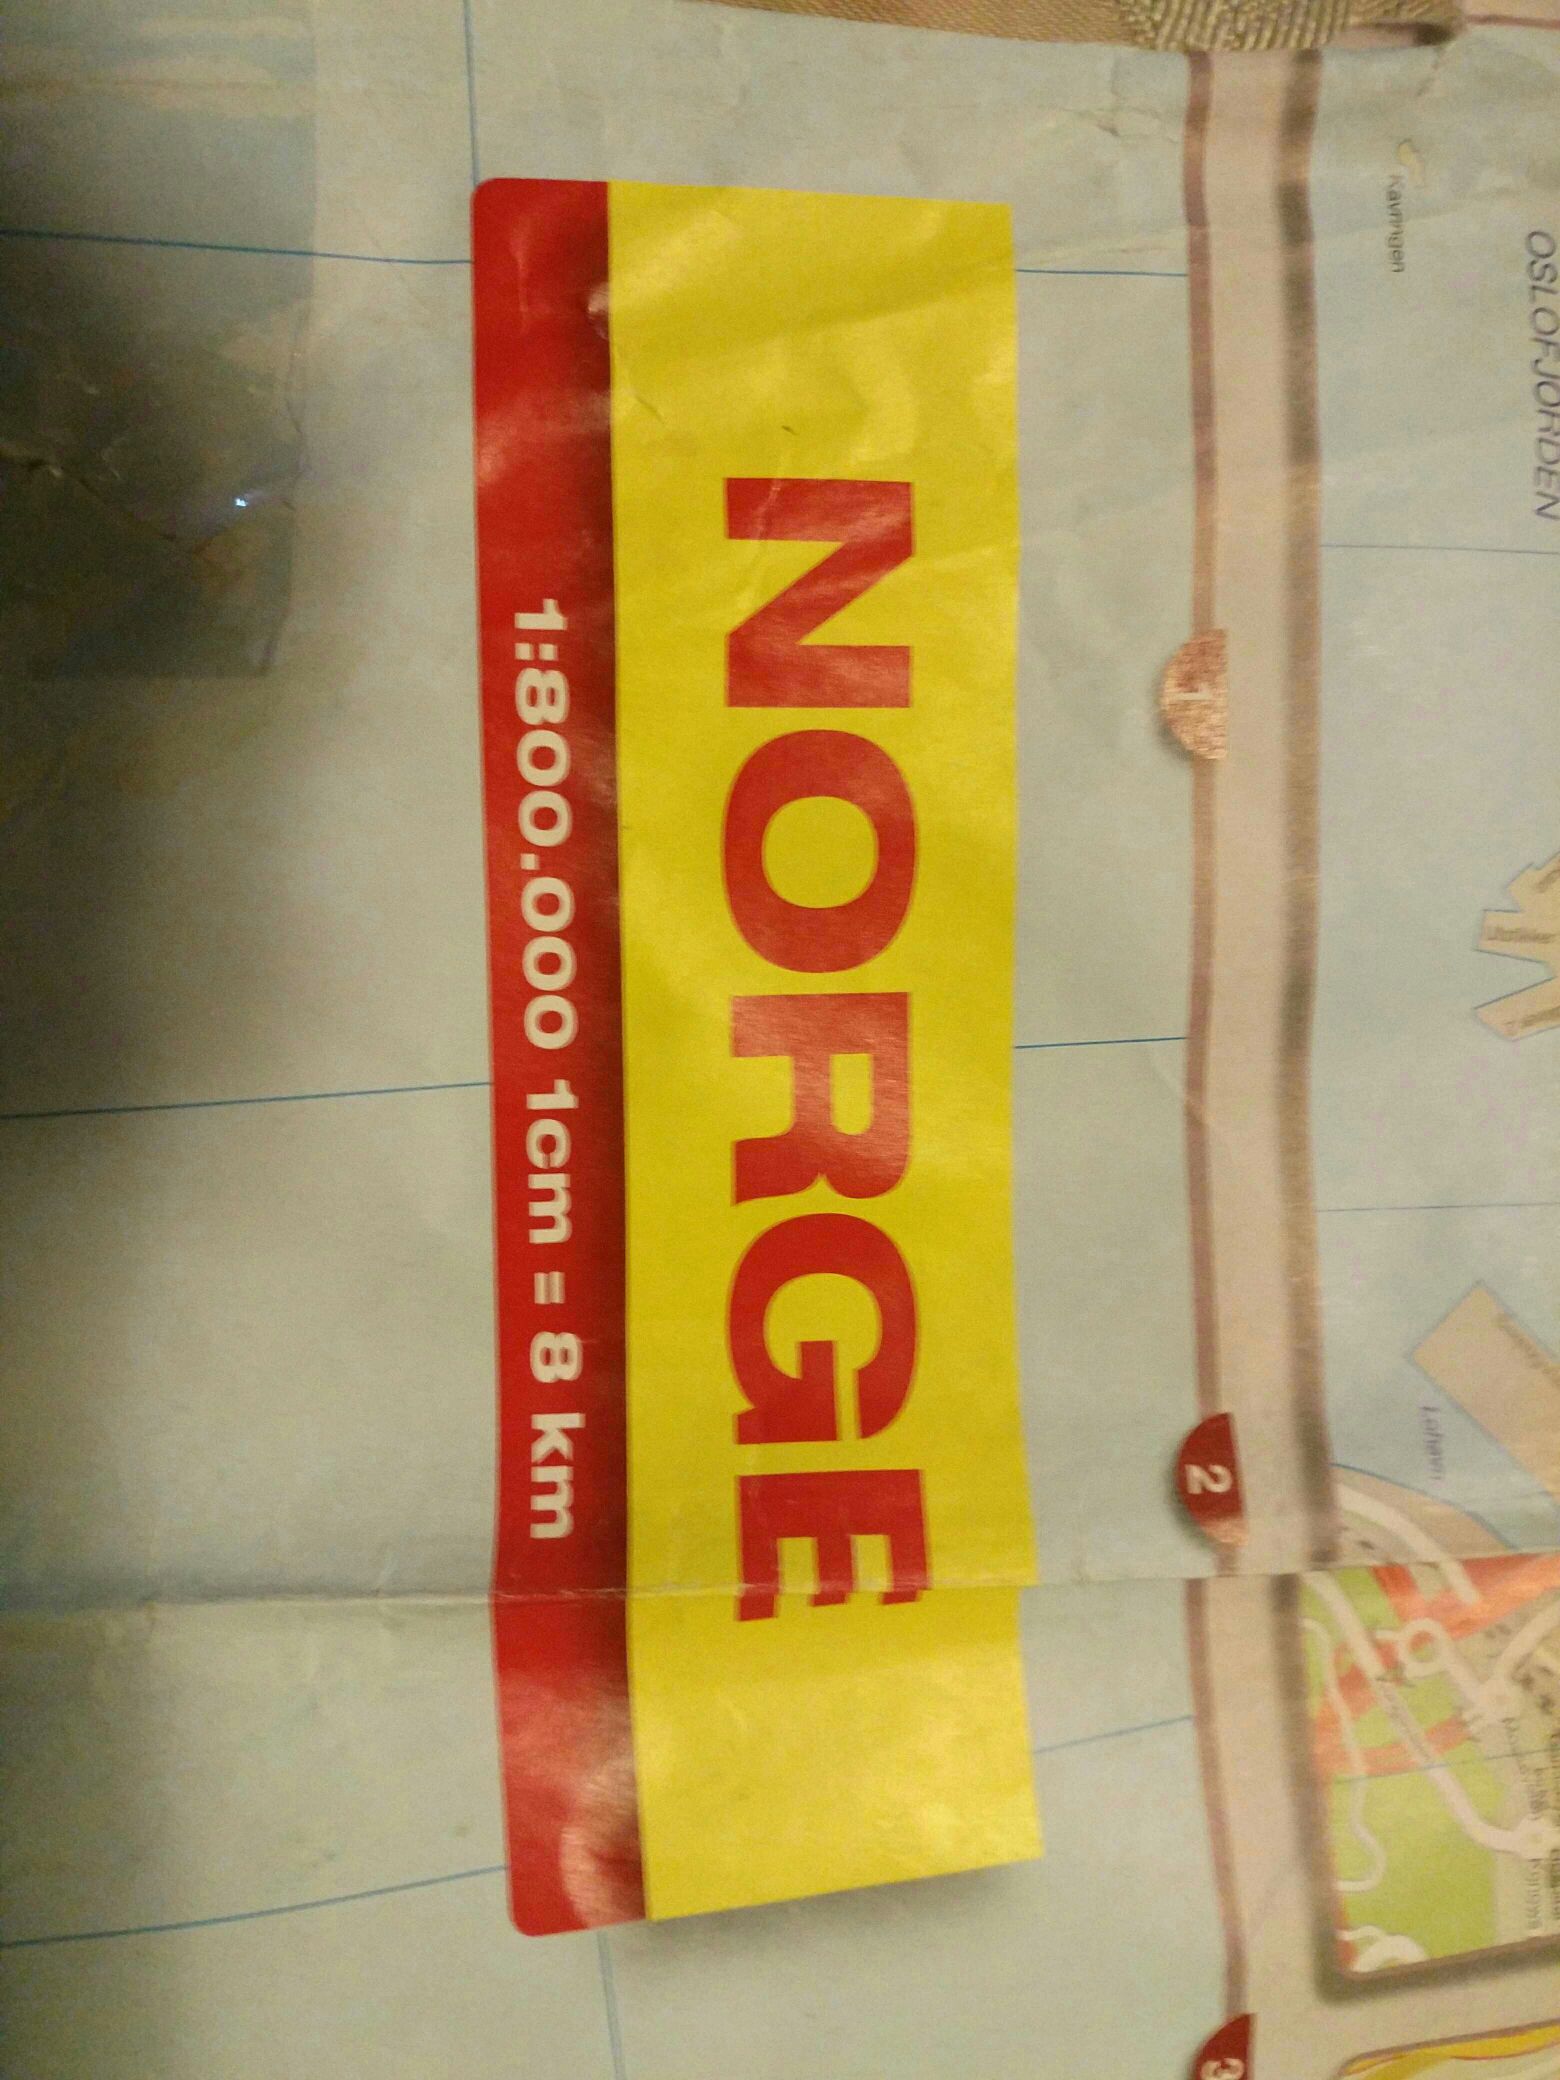 NORGE
1:800.000 1cm = 8 km
1
2
3
Kavringen
OSLOFJORDEN